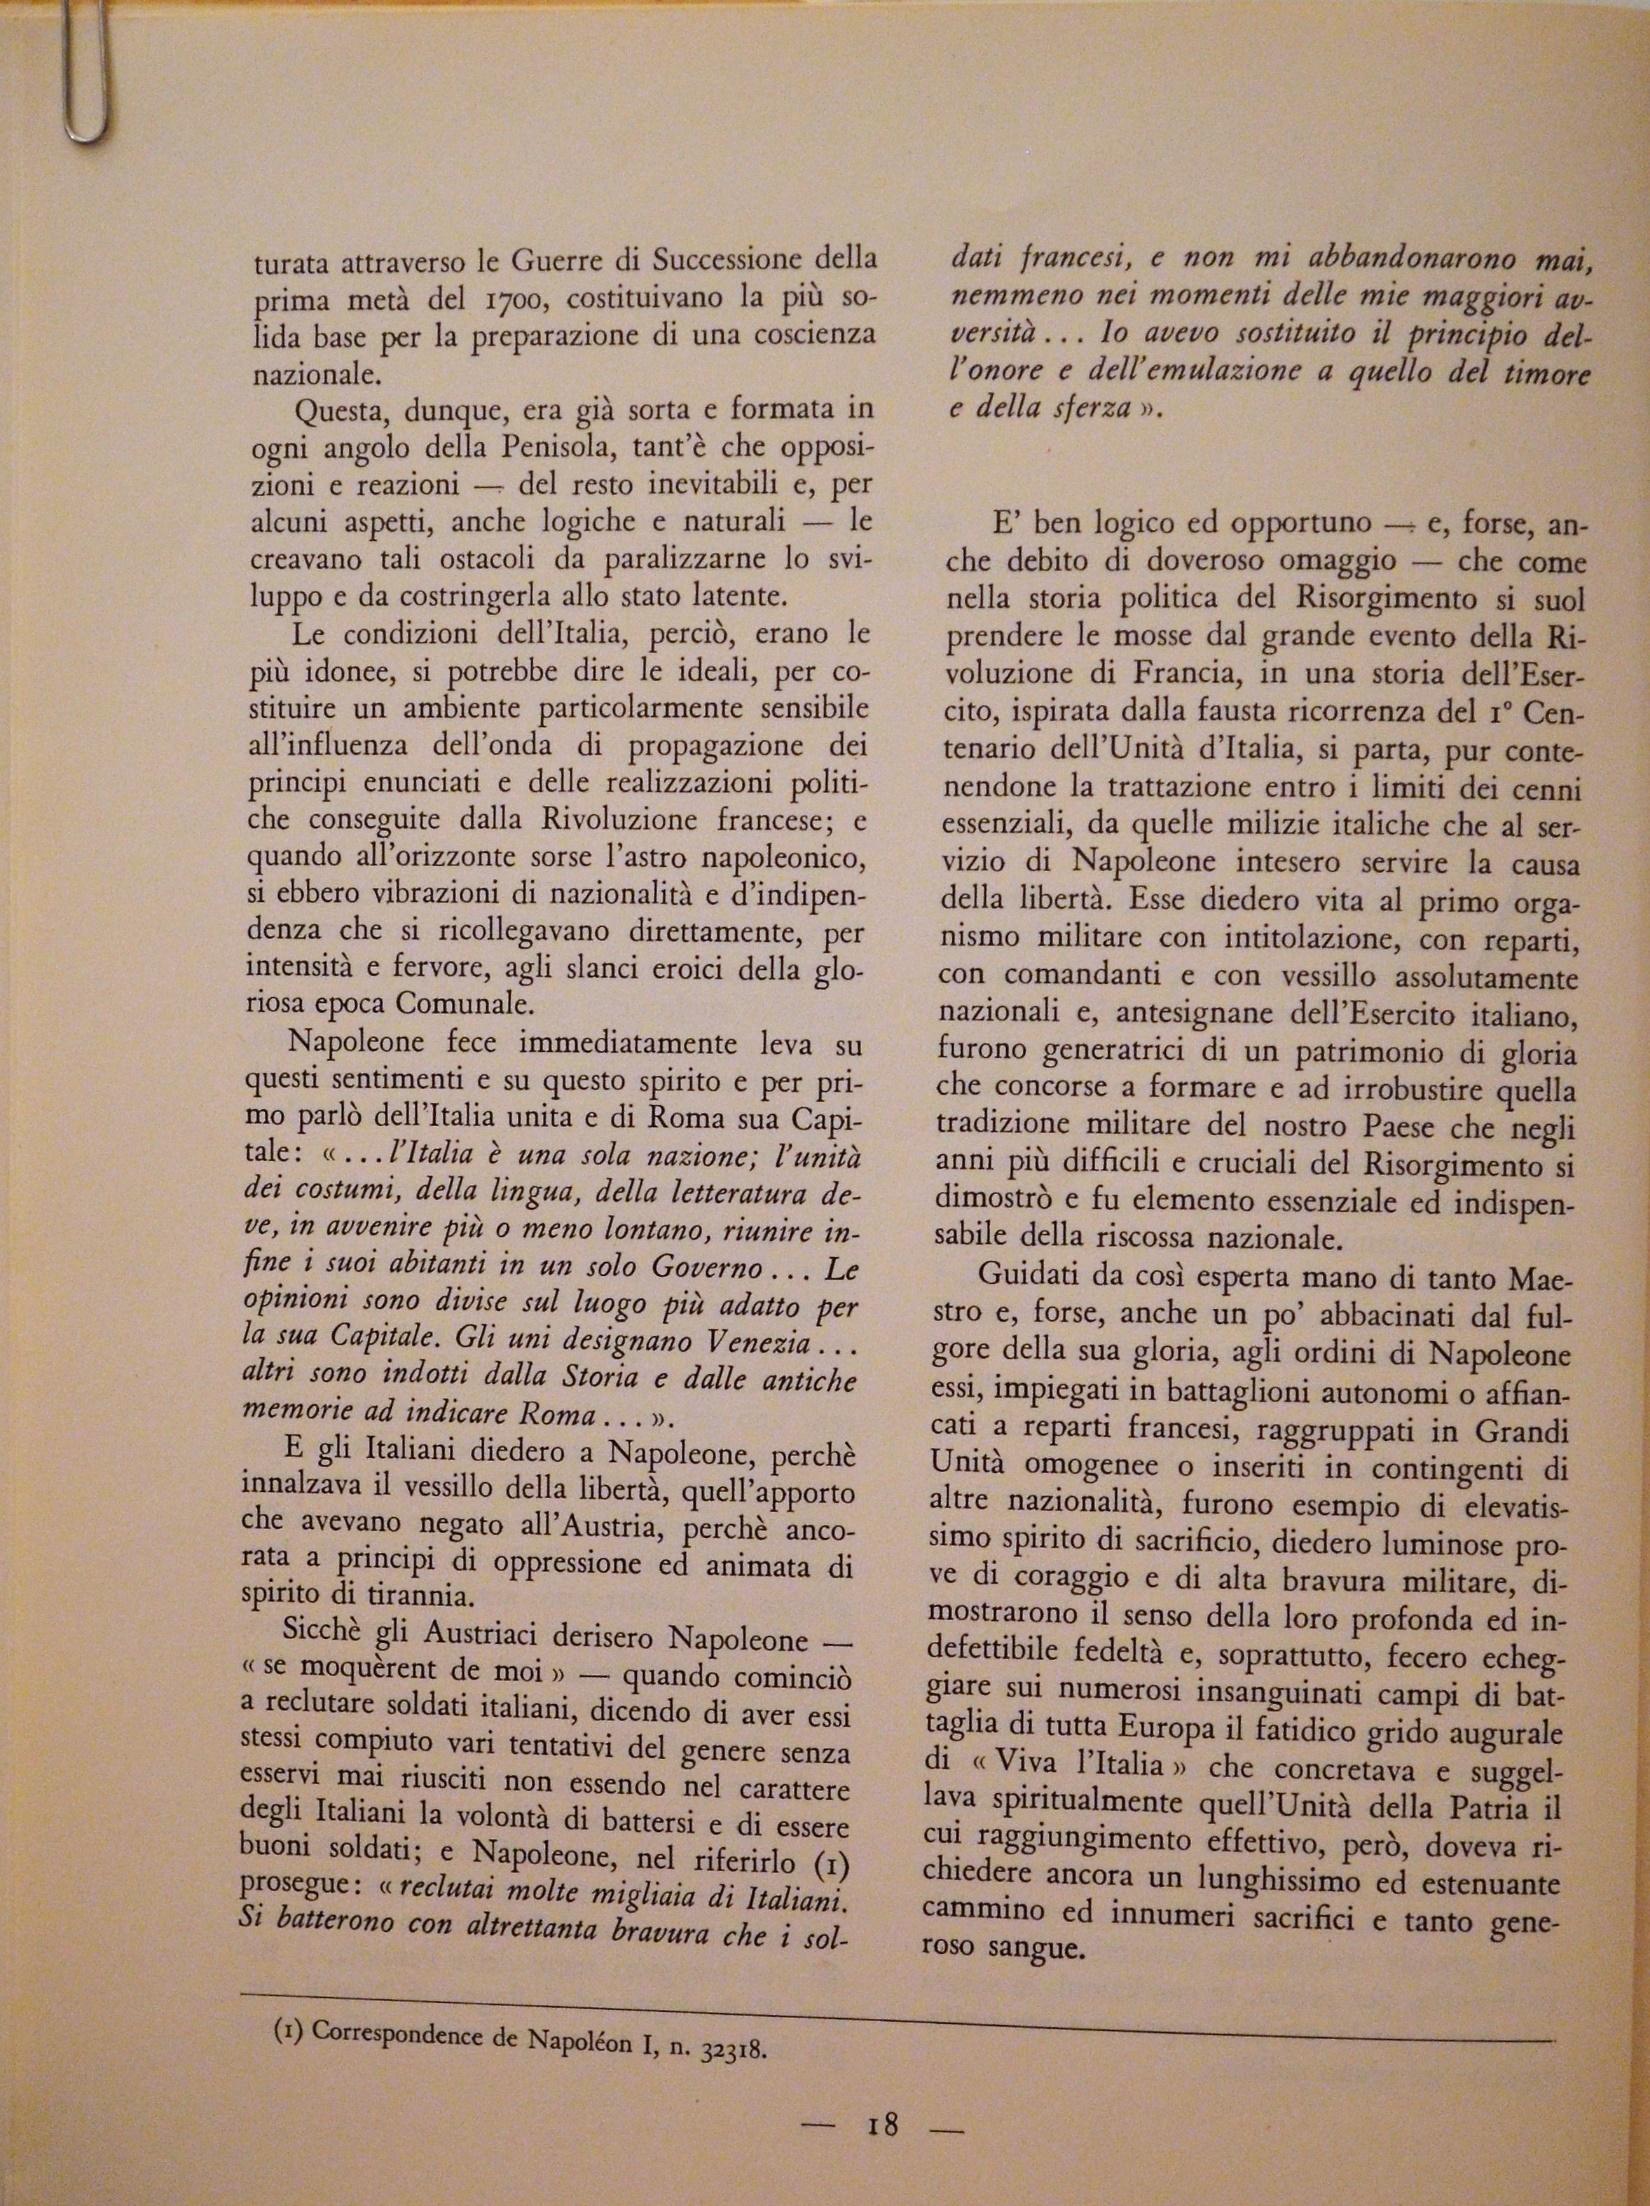 turata attraverso le Guerre di Successione della
prima metà del 1700, costituivano la più so-
lida base per la preparazione di una coscienza
nazionale.
Questa, dunque, era già sorta e formata in
ogni angolo della Penisola, tant'è che opposi-
zioni e reazioni — del resto inevitabili e, per
alcuni aspetti, anche logiche e naturali — le
creavano tali ostacoli da paralizzarne lo svi-
luppo e da costringerla allo stato latente.
Le condizioni dell'Italia, perciò, erano le
più idonee, si potrebbe dire le ideali, per co-
stituire un ambiente particolarmente sensibile
all'influenza dell'onda di propagazione dei
principi enunciati e delle realizzazioni politi-
che conseguite dalla Rivoluzione francese; e
quando all'orizzonte sorse l'astro napoleonico,
si ebbero vibrazioni di nazionalità e d'indipen-
denza che si ricollegavano direttamente, per
intensità e fervore, agli slanci eroici della glo-
riosa epoca Comunale.
Napoleone fece immediatamente leva su
questi sentimenti e su questo spirito e per pri-
mo parlò dell'Italia unita e di Roma sua Capi-
tale: « ...l'Italia è una sola nazione; l'unità
dei costumi, della lingua, della letteratura de-
ve, in avvenire più o meno lontano, riunire in-
fine i suoi abitanti in un solo Governo... Le
opinioni sono divise sul luogo più adatto per
la sua Capitale. Gli uni designano Venezia...
altri sono indotti dalla Storia e dalle antiche
memorie ad indicare Roma...».
E gli Italiani diedero a Napoleone, perchè
innalzava il vessillo della libertà, quell'apporto
che avevano negato all'Austria, perchè anco-
rata a principi di oppressione ed animata di
spirito di tirannia.
Sicchè gli Austriaci derisero Napoleone —
« se moquèrent de moi » — quando cominciò
a reclutare soldati italiani, dicendo di aver essi
stessi compiuto vari tentativi del genere senza
esservi mai riusciti non essendo nel carattere
degli Italiani la volontà di battersi e di essere
buoni soldati; e Napoleone, nel riferirlo (1)
prosegue: « reclutai molte migliaia di Italiani.
Si batterono con altrettanta bravura che i sol-
dati francesi, e non mi abbandonarono mai,
nemmeno nei momenti delle mie maggiori av-
versità... Io avevo sostituito il principio del-
l'onore e dell'emulazione a quello del timore
e della sferza ».
E' ben logico ed opportuno — e, forse, an-
che debito di doveroso omaggio — che come
nella storia politica del Risorgimento si suol
prendere le mosse dal grande evento della Ri-
voluzione di Francia, in una storia dell'Eser-
cito, ispirata dalla fausta ricorrenza del 1° Cen-
tenario dell'Unità d'Italia, si parta, pur conte-
nendone la trattazione entro i limiti dei cenni
essenziali, da quelle milizie italiche che al ser-
vizio di Napoleone intesero servire la causa
della libertà. Esse diedero vita al primo orga-
nismo militare con intitolazione, con reparti,
con comandanti e con vessillo assolutamente
nazionali e, antesignane dell'Esercito italiano,
furono generatrici di un patrimonio di gloria
che concorse a formare e ad irrobustire quella
tradizione militare del nostro Paese che negli
anni più difficili e cruciali del Risorgimento si
dimostrò e fu elemento essenziale ed indispen-
sabile della riscossa nazionale.
Guidati da così esperta mano di tanto Mae-
stro e, forse, anche un po' abbacinati dal ful-
gore della sua gloria, agli ordini di Napoleone
essi, impiegati in battaglioni autonomi o affian-
cati a reparti francesi, raggruppati in Grandi
Unità omogenee o inseriti in contingenti di
altre nazionalità, furono esempio di elevatis-
simo spirito di sacrificio, diedero luminose pro-
ve di coraggio e di alta bravura militare, di-
mostrarono il senso della loro profonda ed in-
defettibile fedeltà e, soprattutto, fecero echeg-
giare sui numerosi insanguinati campi di bat-
taglia di tutta Europa il fatidico grido augurale
di « Viva l'Italia » che concretava e suggel-
lava spiritualmente quell'Unità della Patria il
cui raggiungimento effettivo, però, doveva ri-
chiedere ancora un lunghissimo ed estenuante
cammino ed innumeri sacrifici e tanto gene-
roso sangue.
(1) Correspondence de Napoléon I, n. 32318.
— 18 —